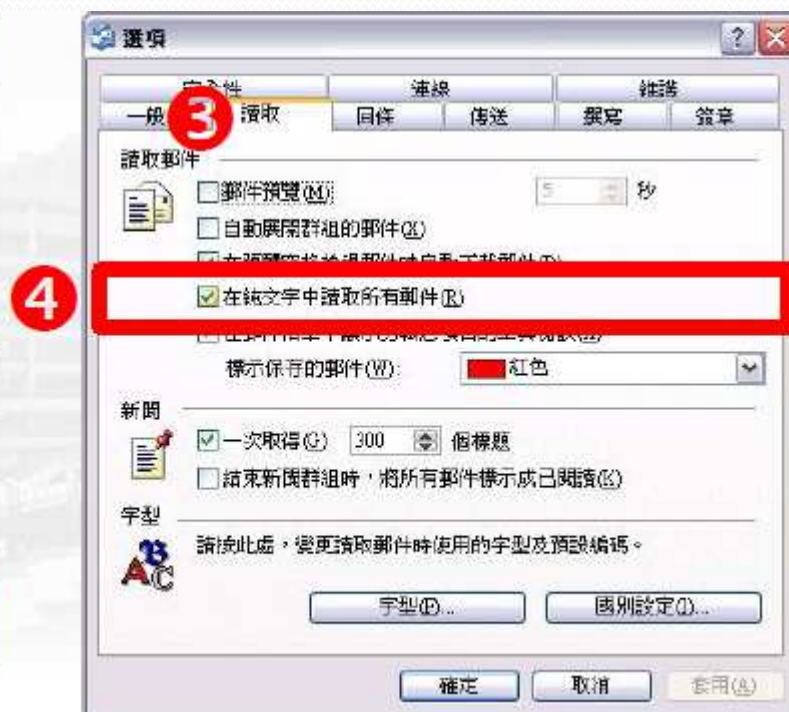 選項
安全性 連線 維護
一般 3 讀取 回條 傳送 撰寫 簽章
讀取郵件
郵件預覽(M) 5 秒
自動展開群組的郵件(X)
4 在純文字中讀取所有郵件(R)
標示保存的郵件(W): 紅色
新聞
一次取得(G) 300 個標題
結束新聞群組時,將所有郵件標示成已閱讀(K)
字型
請按此處,變更讀取郵件時使用的字型及預設編碼。
字型(F)... 國別設定(I)...
確定 取消 套用(A)